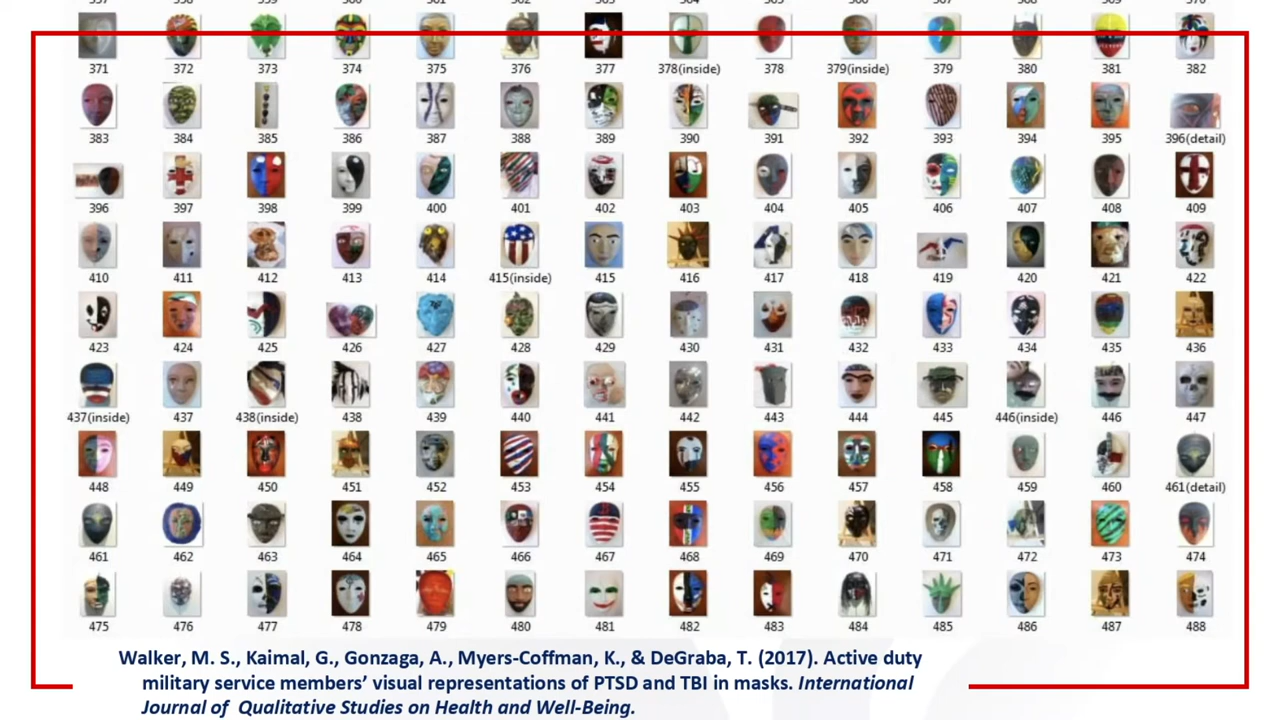 371 372 373 374 375 376 377 378(inside) 378 379(inside) 379 380 381 382
383 384 385 386 387 388 389 390 391 392 393 394 395 396(detail)
396 397 398 399 400 401 402 403 404 405 406 407 408 409
410 411 412 413 414 415(inside) 415 416 417 418 419 420 421 422
423 424 425 426 427 428 429 430 431 432 433 434 435 436
437(inside) 437 438(inside) 438 439 440 441 442 443 444 445 446(inside) 446 447
448 449 450 451 452 453 454 455 456 457 458 459 460 461(detail)
461 462 463 464 465 466 467 468 469 470 471 472 473 474
475 476 477 478 479 480 481 482 483 484 485 486 487 488
Walker, M. S., Kaimal, G., Gonzaga, A., Myers-Coffman, K., & DeGraba, T. (2017). Active duty
military service members’ visual representations of PTSD and TBI in masks. International
Journal of Qualitative Studies on Health and Well-Being.